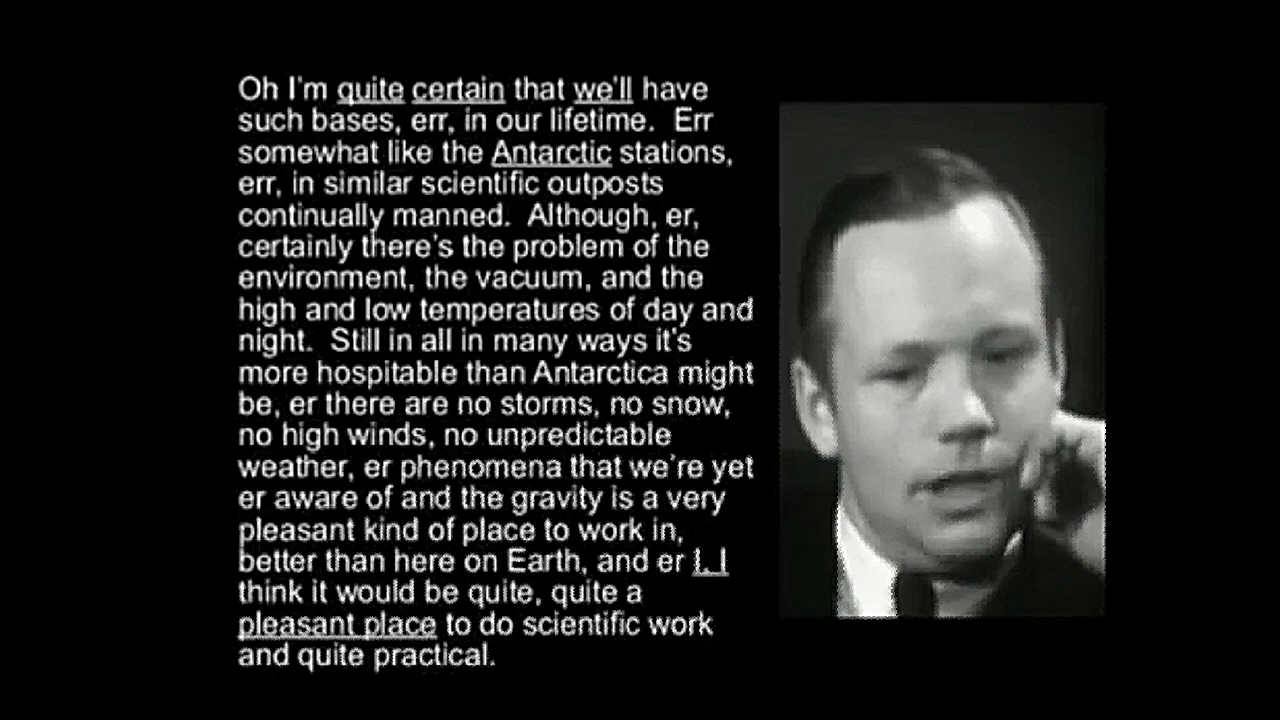 Oh I'm quite certain that we'll have
such bases, err, in our lifetime.  Err
somewhat like the Antarctic stations,
err, in similar scientific outposts
continually manned.  Although, er,
certainly there's the problem of the
environment, the vacuum, and the
high and low temperatures of day and
night.  Still in all in many ways it's
more hospitable than Antarctica might
be, er there are no storms, no snow,
no high winds, no unpredictable
weather, er phenomena that we're yet
er aware of and the gravity is a very
pleasant kind of place to work in,
better than here on Earth, and er I, I
think it would be quite, quite a
pleasant place to do scientific work
and quite practical.